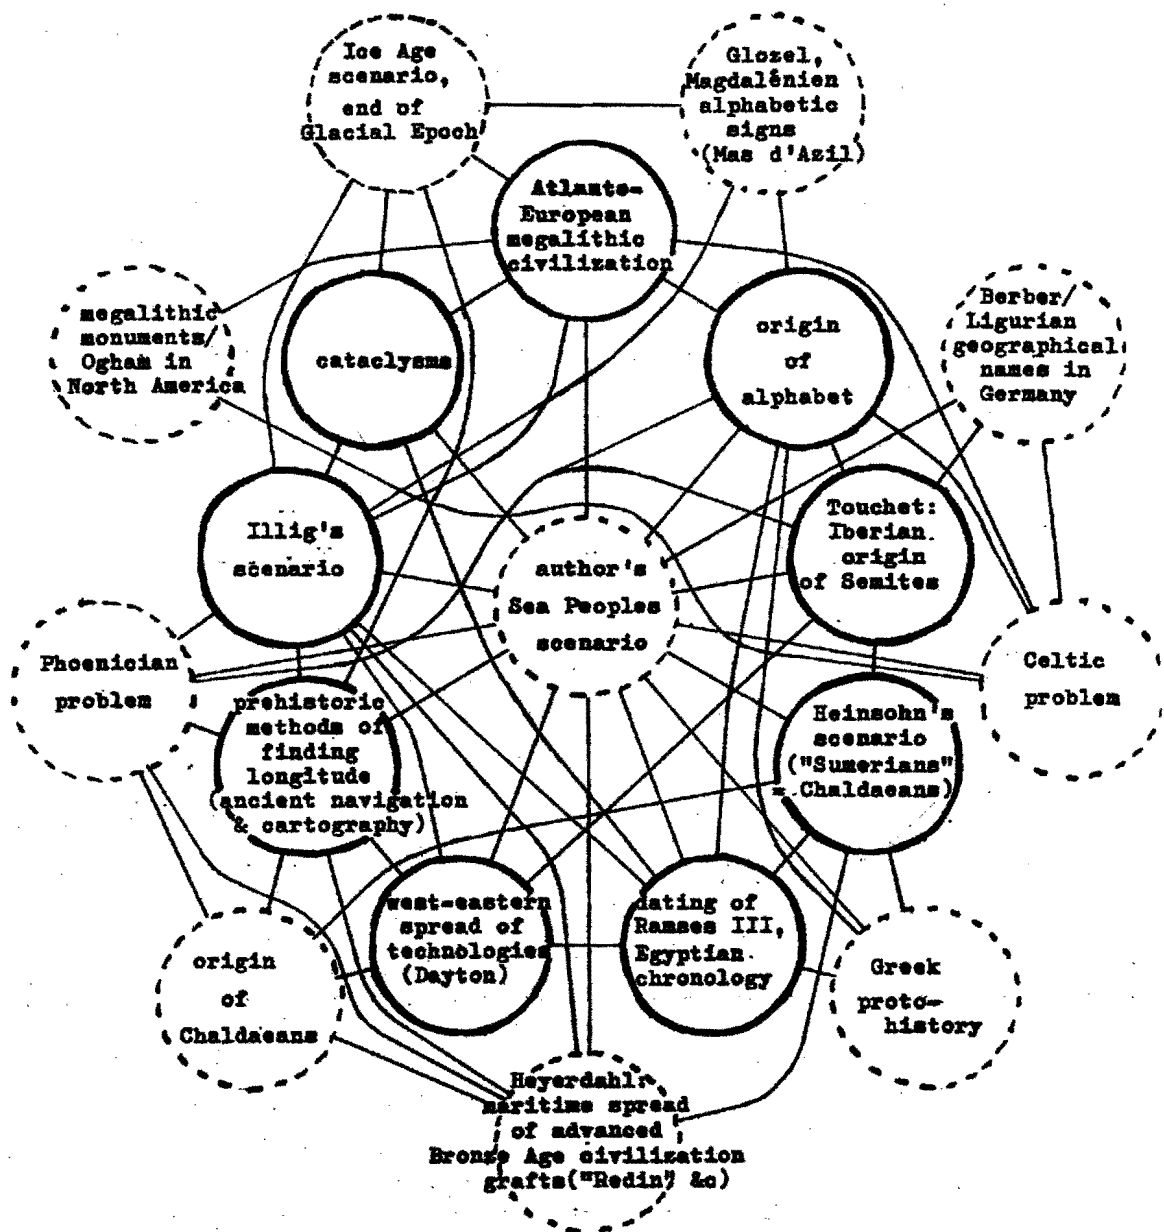 Ice Age
scenario,
end of
Glacial Epoch
Glozel,
Magdalénien
alphabetic
signs
(Mas d'Azil)
Atlanto-
European
megalithic
civilization
megalithic
monuments/
Ogham in
North America
cataclysms
origin
of
alphabet
Berber/
Ligurian
geographical
names in
Germany
Illig's
scenario
author's
Sea Peoples
scenario
Touchet:
Iberian
origin
of Semites
Phoenician
problem
Celtic
problem
prehistoric
methods of
finding
longitude
(ancient navigation
& cartography)
Heinsohn's
scenario
("Sumerians"
= Chaldaeans)
west-eastern
spread of
technologies
(Dayton)
dating of
Ramses III,
Egyptian
chronology
origin
of
Chaldaeans
Greek
proto-
history
Heyerdahl:
maritime spread
of advanced
Bronze Age civilization
grafts("Redin" &c)